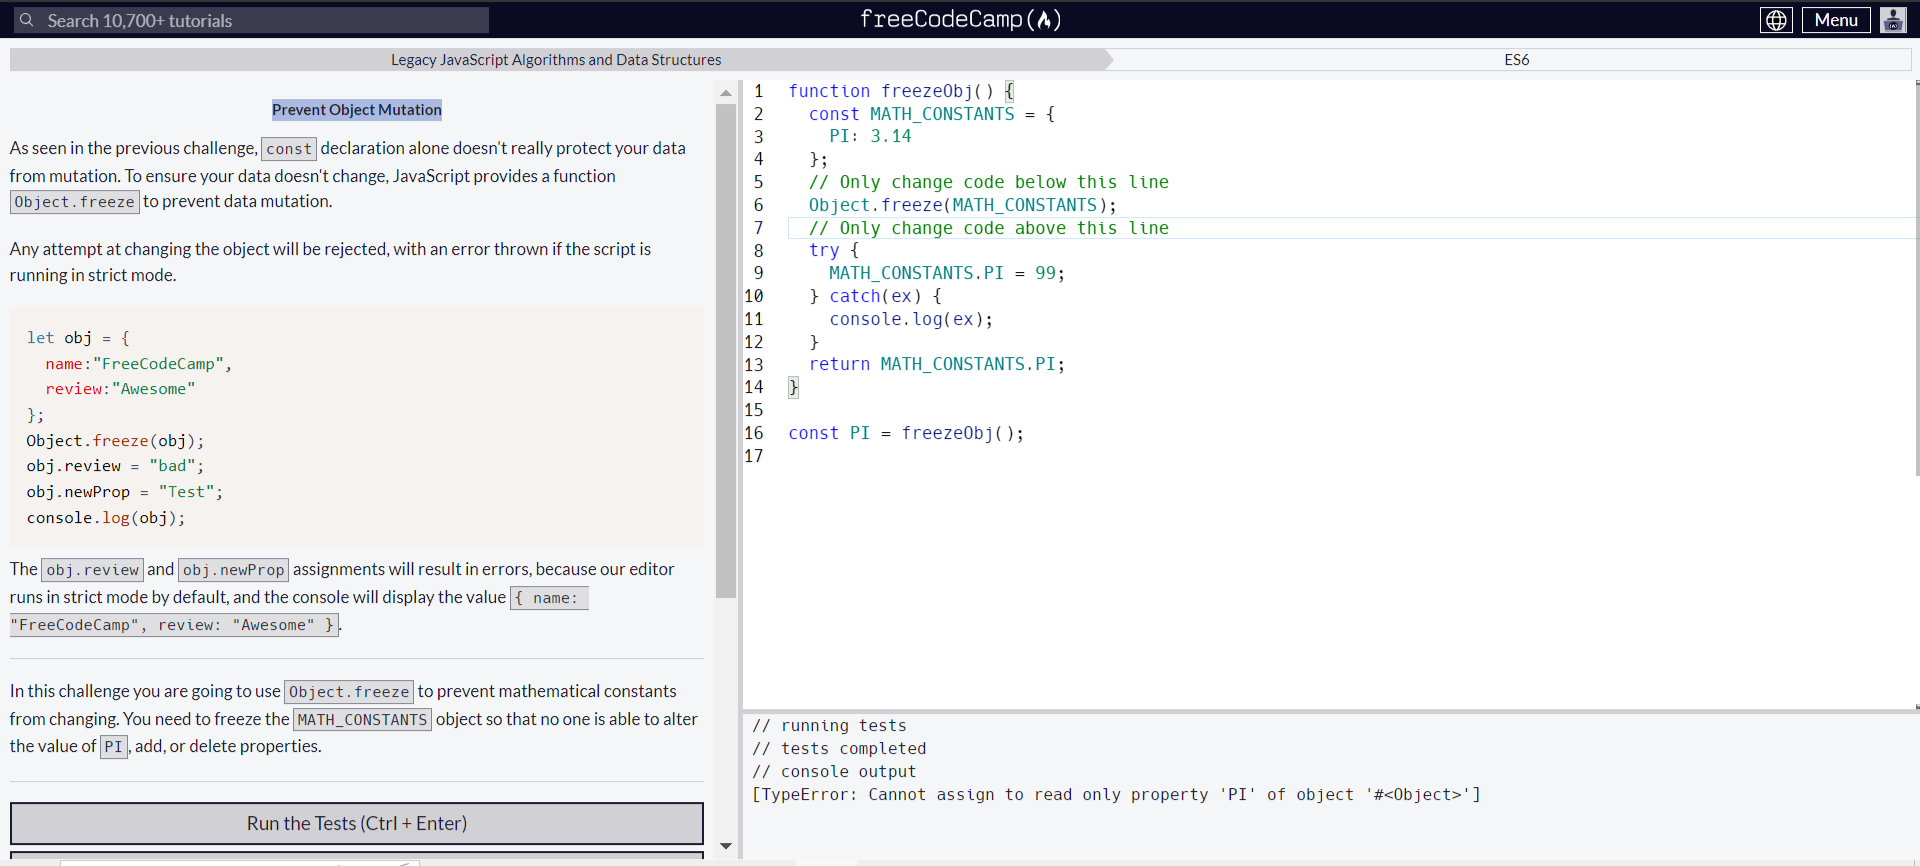 Search 10,700+ tutorials
freeCodeCamp
Menu
Legacy JavaScript Algorithms and Data Structures
ES6
Prevent Object Mutation
As seen in the previous challenge, const declaration alone doesn't really protect your data
from mutation. To ensure your data doesn't change, JavaScript provides a function
Object.freeze to prevent data mutation.
Any attempt at changing the object will be rejected, with an error thrown if the script is
running in strict mode.
let obj = {
  name:"FreeCodeCamp",
  review:"Awesome"
};
Object.freeze(obj);
obj.review = "bad";
obj.newProp = "Test";
console.log(obj);
The obj.review and obj.newProp assignments will result in errors, because our editor
runs in strict mode by default, and the console will display the value { name:
"FreeCodeCamp", review: "Awesome" }.
In this challenge you are going to use Object.freeze to prevent mathematical constants
from changing. You need to freeze the MATH_CONSTANTS object so that no one is able to alter
the value of PI, add, or delete properties.
Run the Tests (Ctrl + Enter)
1 function freezeObj() {
2   const MATH_CONSTANTS = {
3     PI: 3.14
4   };
5   // Only change code below this line
6   Object.freeze(MATH_CONSTANTS);
7   // Only change code above this line
8   try {
9     MATH_CONSTANTS.PI = 99;
10   } catch(ex) {
11     console.log(ex);
12   }
13   return MATH_CONSTANTS.PI;
14 }
15
16 const PI = freezeObj();
17
// running tests
// tests completed
// console output
[TypeError: Cannot assign to read only property 'PI' of object '#<Object>']